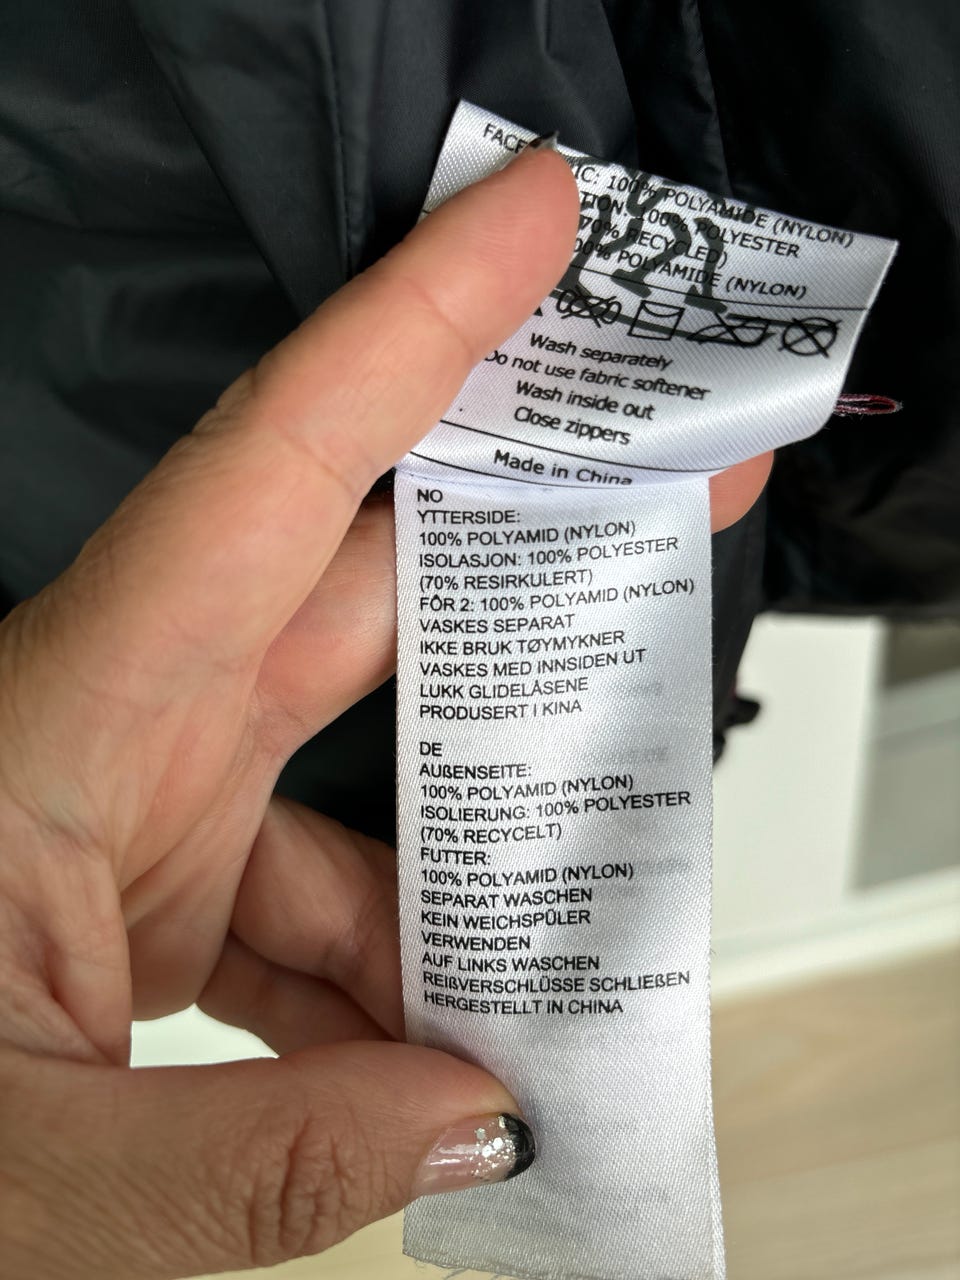 100% POLYAMIDE (NYLON)
100% POLYESTER
70% RECYCLED)
POLYAMIDE (NYLON)
Wash separately
Do not use fabric softener
Wash inside out
Close zippers
Made in China
NO
YTTERSIDE:
100% POLYAMID (NYLON)
ISOLASJON: 100% POLYESTER
(70% RESIRKULERT)
FÔR 2: 100% POLYAMID (NYLON)
VASKES SEPARAT
IKKE BRUK TØYMYKNER
VASKES MED INNSIDEN UT
LUKK GLIDELÅSENE
PRODUSERT I KINA
DE
AUßENSEITE:
100% POLYAMID (NYLON)
ISOLIERUNG: 100% POLYESTER
(70% RECYCELT)
FUTTER:
100% POLYAMID (NYLON)
SEPARAT WASCHEN
KEIN WEICHSPÜLER
VERWENDEN
AUF LINKS WASCHEN
REIßVERSCHLÜSSE SCHLIEßEN
HERGESTELLT IN CHINA